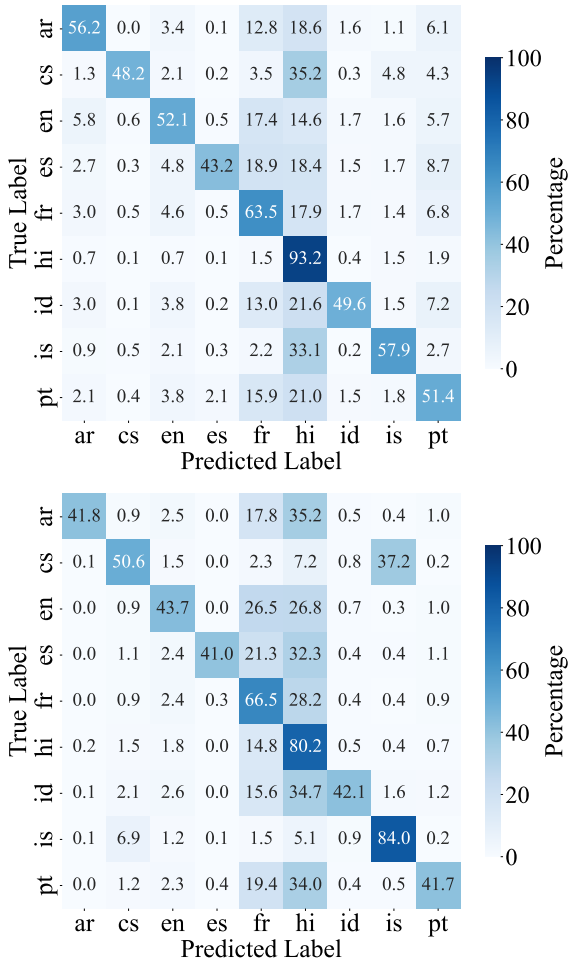 True Label
ar 56.2 0.0 3.4 0.1 12.8 18.6 1.6 1.1 6.1
cs 1.3 48.2 2.1 0.2 3.5 35.2 0.3 4.8 4.3
en 5.8 0.6 52.1 0.5 17.4 14.6 1.7 1.6 5.7
es 2.7 0.3 4.8 43.2 18.9 18.4 1.5 1.7 8.7
fr 3.0 0.5 4.6 0.5 63.5 17.9 1.7 1.4 6.8
hi 0.7 0.1 0.7 0.1 1.5 93.2 0.4 1.5 1.9
id 3.0 0.1 3.8 0.2 13.0 21.6 49.6 1.5 7.2
is 0.9 0.5 2.1 0.3 2.2 33.1 0.2 57.9 2.7
pt 2.1 0.4 3.8 2.1 15.9 21.0 1.5 1.8 51.4
ar cs en es fr hi id is pt
Predicted Label
100
80
60
40
20
0
Percentage
True Label
ar 41.8 0.9 2.5 0.0 17.8 35.2 0.5 0.4 1.0
cs 0.1 50.6 1.5 0.0 2.3 7.2 0.8 37.2 0.2
en 0.0 0.9 43.7 0.0 26.5 26.8 0.7 0.3 1.0
es 0.0 1.1 2.4 41.0 21.3 32.3 0.4 0.4 1.1
fr 0.0 0.9 2.4 0.3 66.5 28.2 0.4 0.4 0.9
hi 0.2 1.5 1.8 0.0 14.8 80.2 0.5 0.4 0.7
id 0.1 2.1 2.6 0.0 15.6 34.7 42.1 1.6 1.2
is 0.1 6.9 1.2 0.1 1.5 5.1 0.9 84.0 0.2
pt 0.0 1.2 2.3 0.4 19.4 34.0 0.4 0.5 41.7
ar cs en es fr hi id is pt
Predicted Label
100
80
60
40
20
0
Percentage